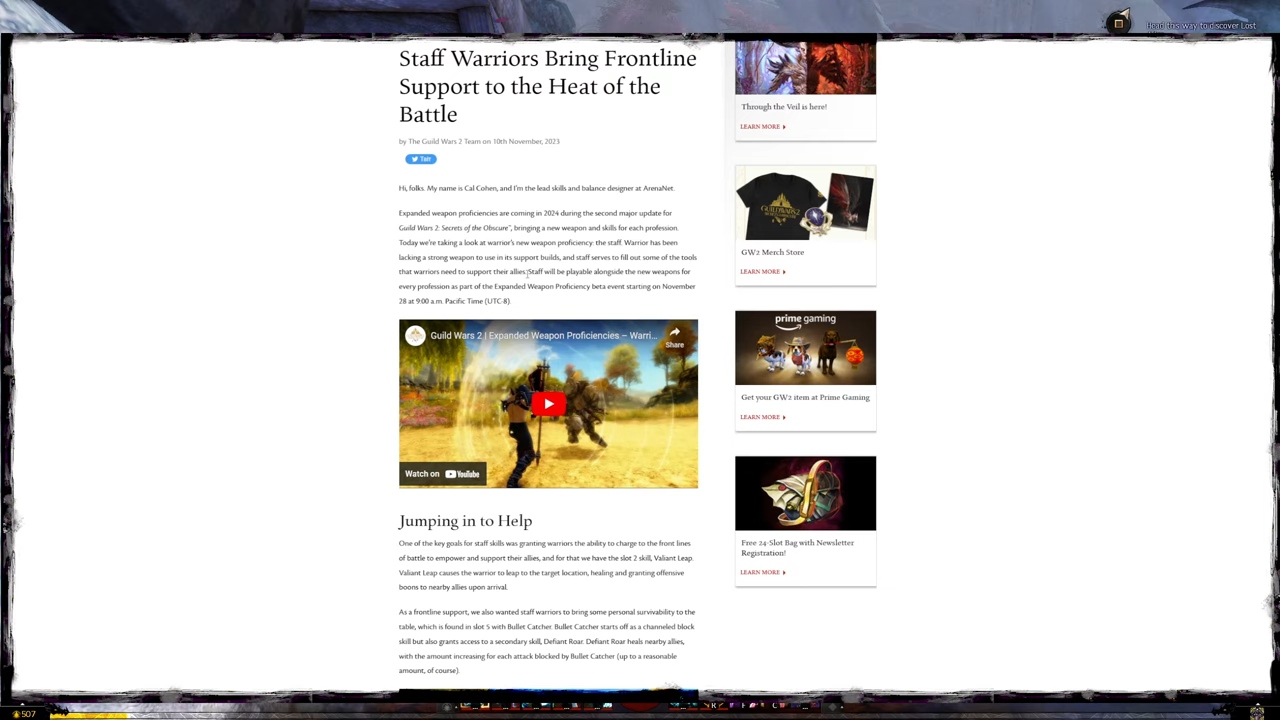 Head this way to discover Lost
Staff Warriors Bring Frontline
Support to the Heat of the
Battle
by The Guild Wars 2 Team on 10th November, 2023
Hi, folks. My name is Cal Cohen, and I'm the lead skills and balance designer at ArenaNet.
Expanded weapon proficiencies are coming in 2024 during the second major update for
Guild Wars 2: Secrets of the Obscure™, bringing a new weapon and skills for each profession.
Today we're taking a look at warrior's new weapon proficiency: the staff. Warrior has been
lacking a strong weapon to use in its support builds, and staff serves to fill out some of the tools
that warriors need to support their allies. Staff will be playable alongside the new weapons for
every profession as part of the Expanded Weapon Proficiency beta event starting on November
28 at 9:00 a.m. Pacific Time (UTC-8).
Guild Wars 2 | Expanded Weapon Proficiencies – Warri...
Share
Watch on YouTube
Jumping in to Help
One of the key goals for staff skills was granting warriors the ability to charge to the front lines
of battle to empower and support their allies, and for that we have the slot 2 skill, Valiant Leap.
Valiant Leap causes the warrior to leap to the target location, healing and granting offensive
boons to nearby allies upon arrival.
As a frontline support, we also wanted staff warriors to bring some personal survivability to the
table, which is found in slot 5 with Bullet Catcher. Bullet Catcher starts off as a channeled block
skill but also grants access to a secondary skill, Defiant Roar. Defiant Roar heals nearby allies,
with the amount increasing for each attack blocked by Bullet Catcher (up to a reasonable
amount, of course).
Through the Veil is here!
LEARN MORE
GUILD WARS 2
GW2 Merch Store
LEARN MORE
prime gaming
Get your GW2 item at Prime Gaming
LEARN MORE
Free 24-Slot Bag with Newsletter
Registration!
LEARN MORE
507